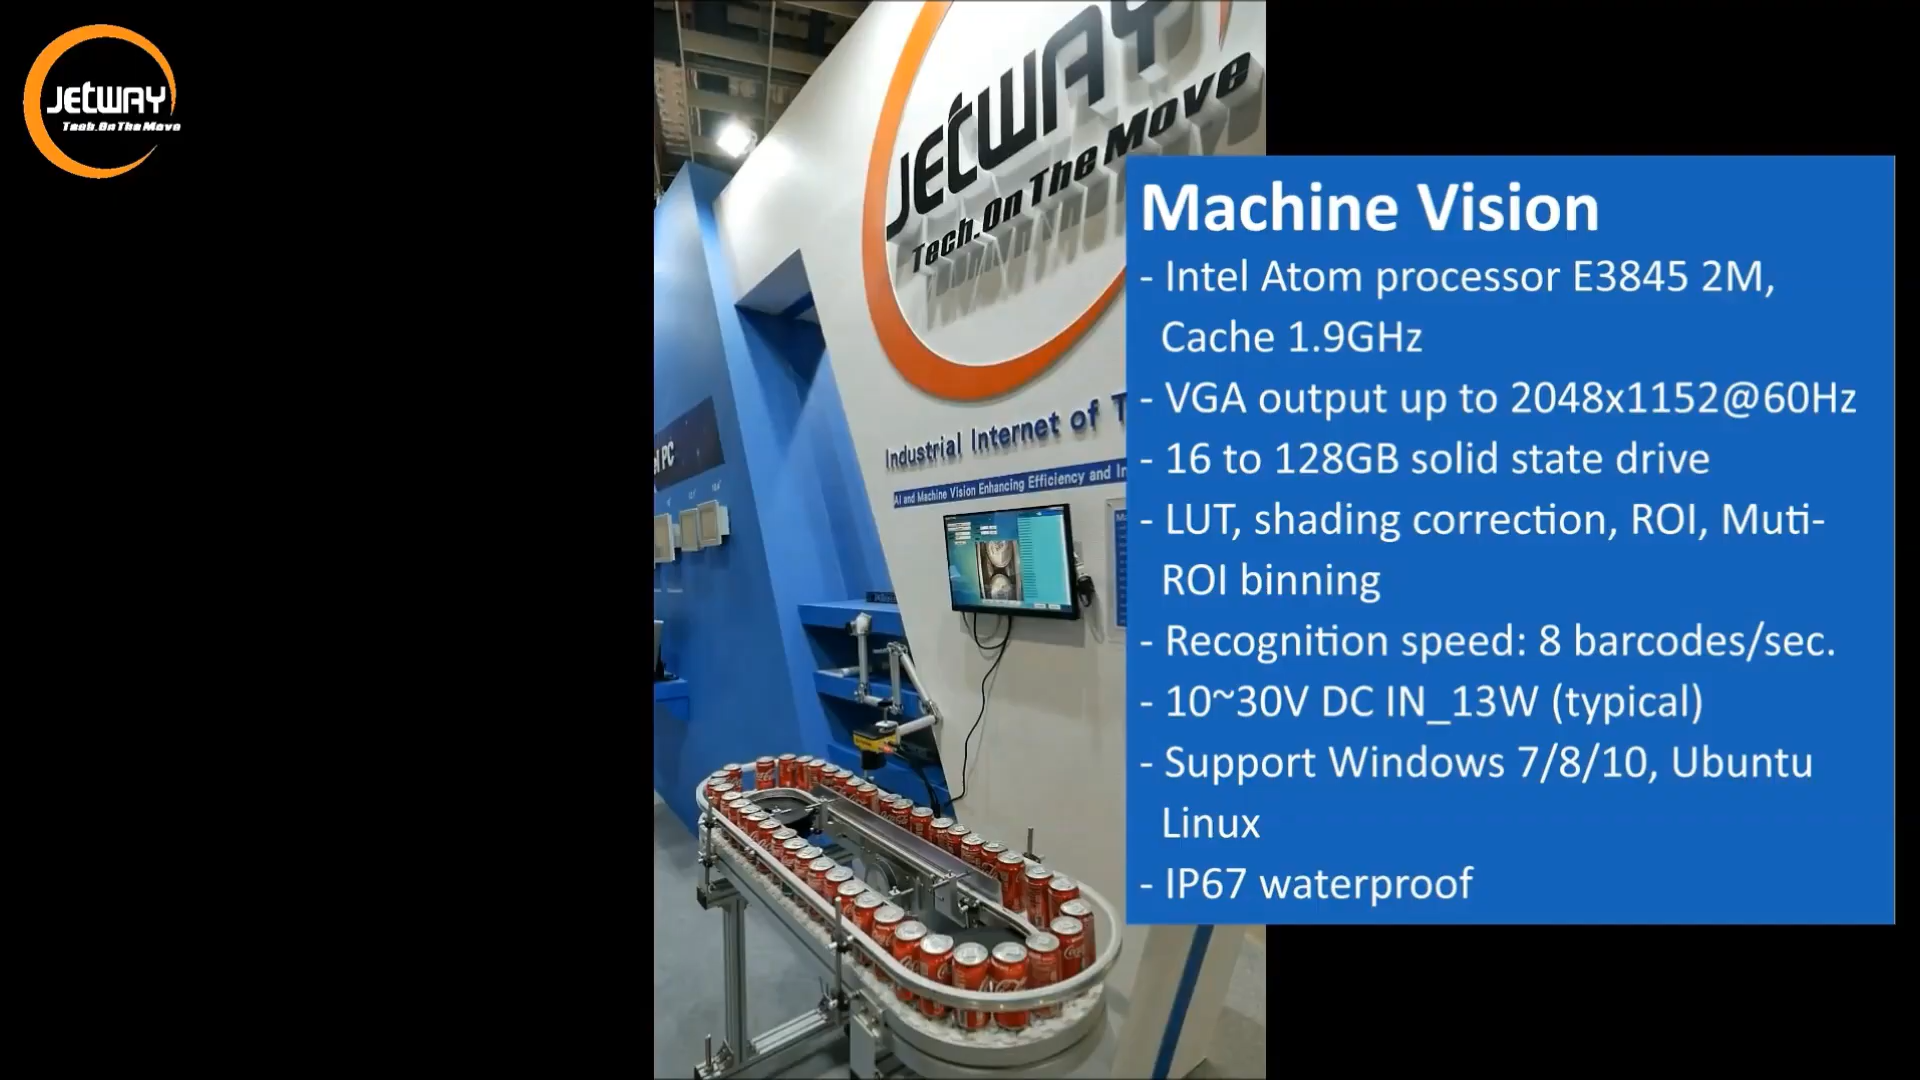 JETWAY
Tech.On The Move
JETWAY
Tech.On The Move
Industrial Internet of T
AI and Machine Vision Enhancing Efficiency and In
el PC
Machine Vision
- Intel Atom processor E3845 2M,
Cache 1.9GHz
- VGA output up to 2048x1152@60Hz
- 16 to 128GB solid state drive
- LUT, shading correction, ROI, Muti-
ROI binning
- Recognition speed: 8 barcodes/sec.
- 10~30V DC IN_13W (typical)
- Support Windows 7/8/10, Ubuntu
Linux
- IP67 waterproof